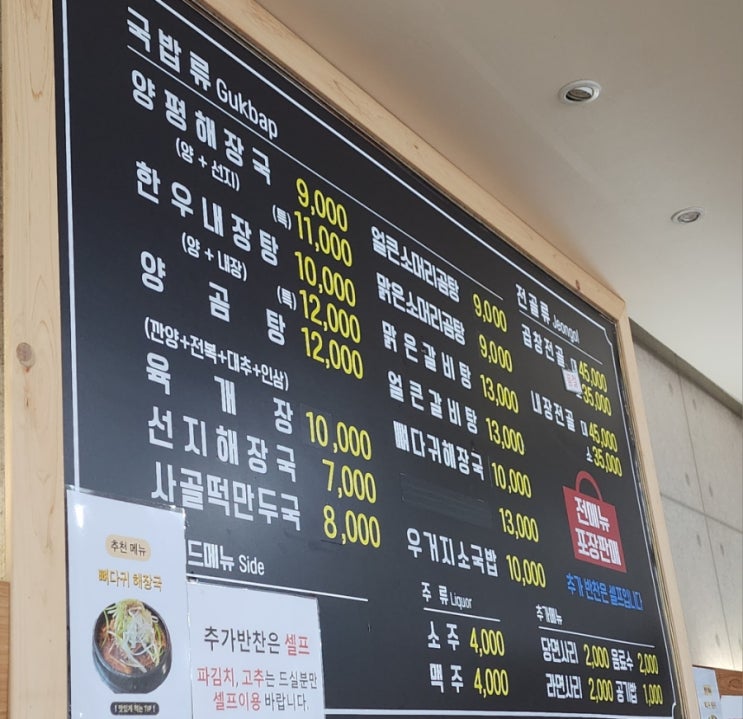 국밥류 Gukbap
양평해장국 9,000
(양 + 선지) (특) 11,000
한우내장탕 10,000
(양 + 내장) (특) 12,000
양곰탕 12,000
(깐양+전복+대추+인삼)
육개장 10,000
선지해장국 7,000
사골떡만두국 8,000
드메뉴 Side
얼큰소머리곰탕 9,000
맑은소머리곰탕 9,000
맑은갈비탕 13,000
얼큰갈비탕 13,000
뼈다귀해장국 10,000
13,000
우거지소국밥 10,000
주류 Liquor
소주 4,000
맥주 4,000
전골류 Jeongol
곱창전골 대 45,000
35,000
내장전골 대 45,000
소 35,000
전메뉴
포장판매
추가 반찬은 셀프입니다
추가메뉴
당면사리 2,000 음료수 2,000
라면사리 2,000 공기밥 1,000
추천 메뉴
뼈다귀 해장국
! 맛있게 먹는 TIP !
추가반찬은 셀프
파김치, 고추는 드실분만
셀프이용 바랍니다.